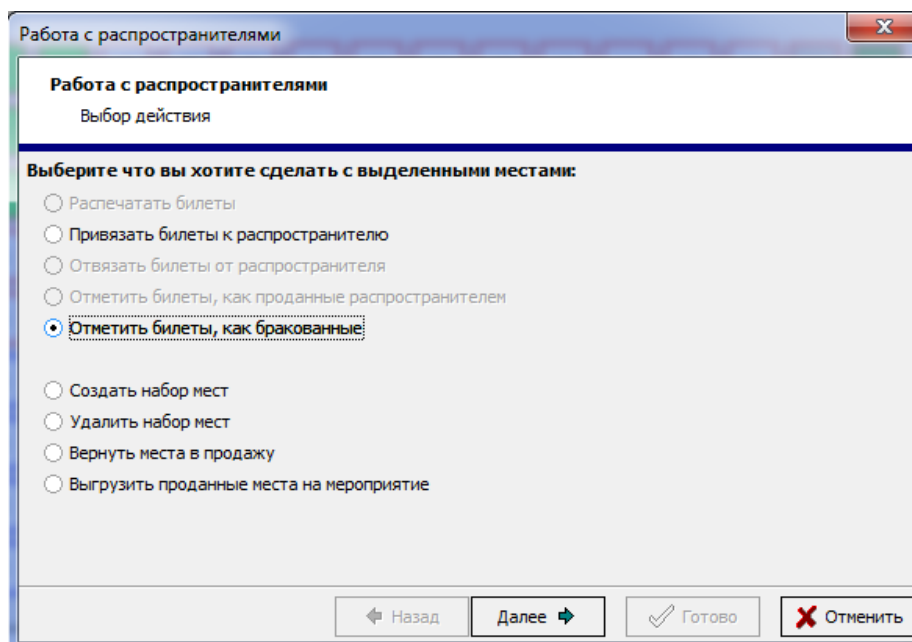 Работа с распространителями
Работа с распространителями
Выбор действия
Выберите что вы хотите сделать с выделенными местами:
Распечатать билеты
Привязать билеты к распространителю
Отвязать билеты от распространителя
Отметить билеты, как проданные распространителем
Отметить билеты, как бракованные
Создать набор мест
Удалить набор мест
Вернуть места в продажу
Выгрузить проданные места на мероприятие
Назад Далее Готово Отменить